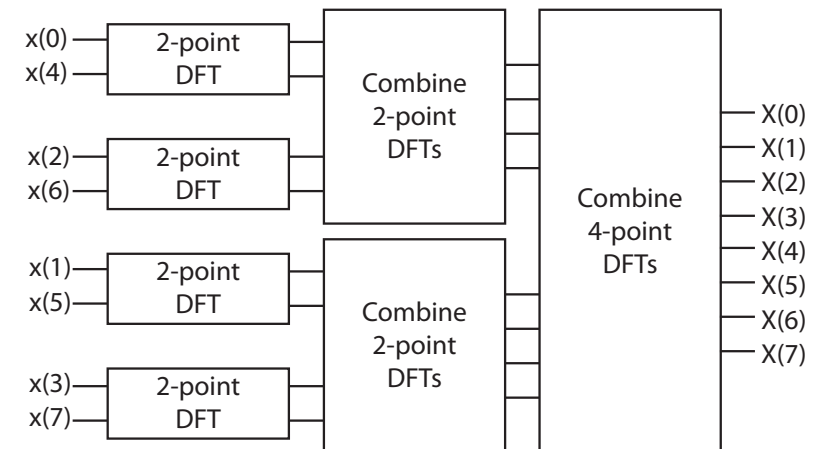 x(0)
x(4)
2-point
DFT
x(2)
x(6)
2-point
DFT
x(1)
x(5)
2-point
DFT
x(3)
x(7)
2-point
DFT
Combine
2-point
DFTs
Combine
2-point
DFTs
Combine
4-point
DFTs
X(0)
X(1)
X(2)
X(3)
X(4)
X(5)
X(6)
X(7)